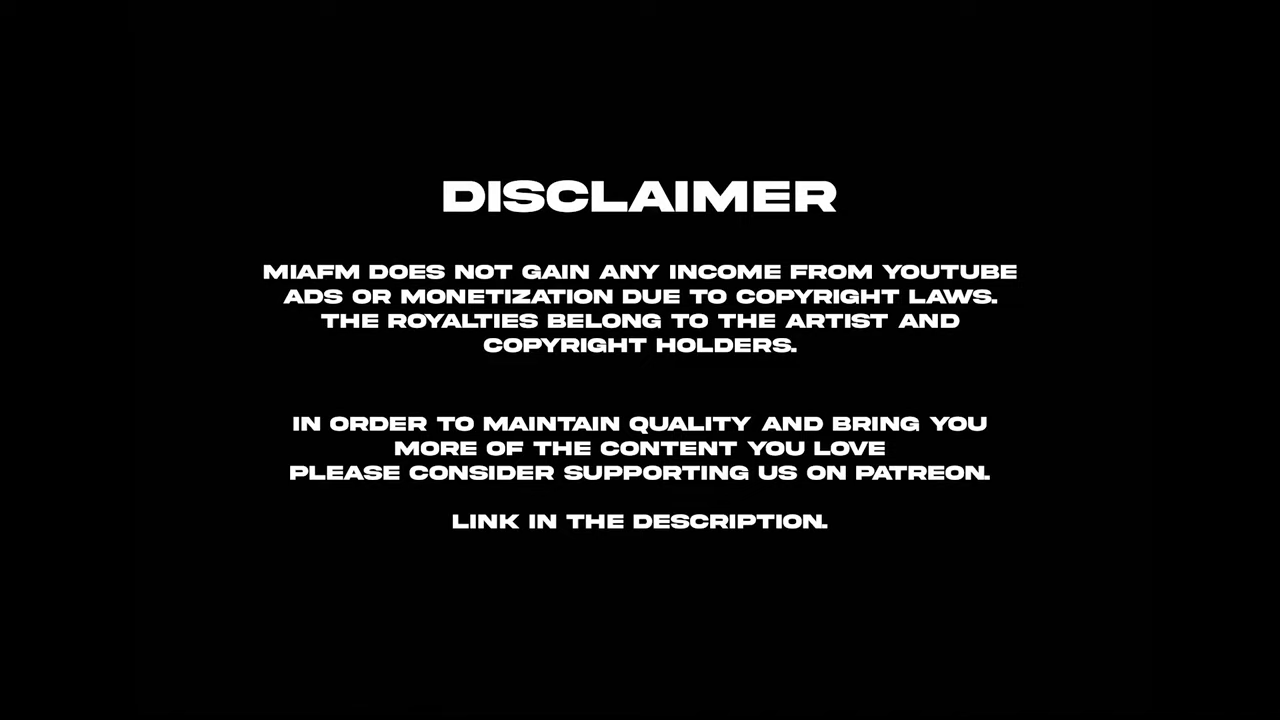 DISCLAIMER
MIAFM DOES NOT GAIN ANY INCOME FROM YOUTUBE
ADS OR MONETIZATION DUE TO COPYRIGHT LAWS.
THE ROYALTIES BELONG TO THE ARTIST AND
COPYRIGHT HOLDERS.
IN ORDER TO MAINTAIN QUALITY AND BRING YOU
MORE OF THE CONTENT YOU LOVE
PLEASE CONSIDER SUPPORTING US ON PATREON.
LINK IN THE DESCRIPTION.